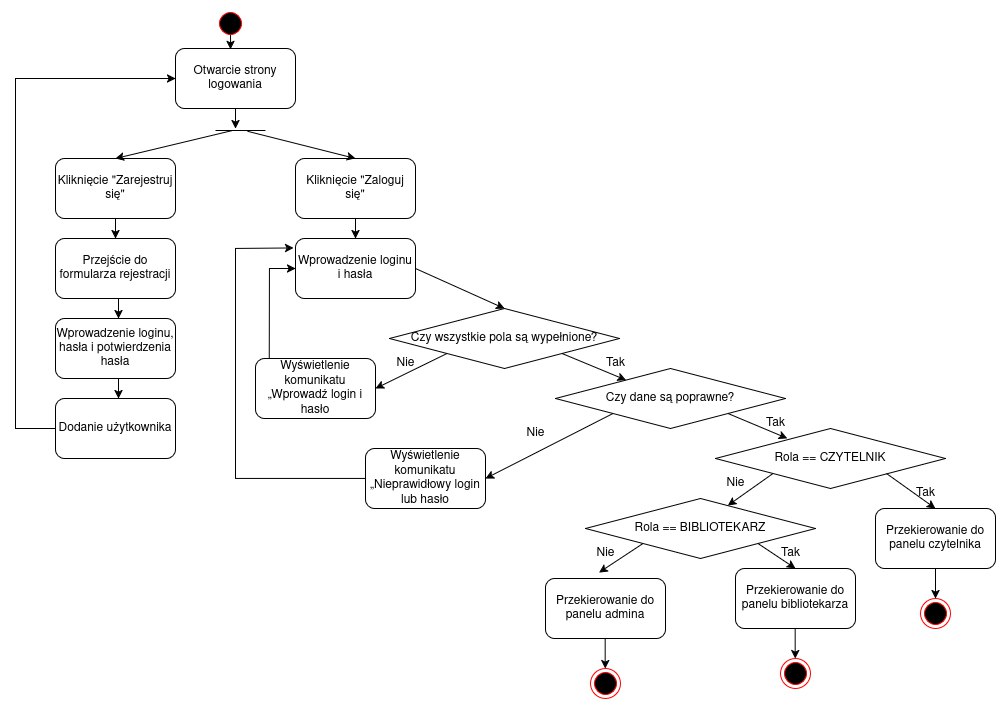 Otwarcie strony
logowania
Kliknięcie "Zarejestruj
się"
Kliknięcie "Zaloguj
się"
Przejście do
formularza rejestracji
Wprowadzenie loginu
i hasła
Wprowadzenie loginu,
hasła i potwierdzenia
hasła
Czy wszystkie pola są wypełnione?
Nie
Tak
Wyświetlenie
komunikatu
„Wprowadź login i
hasło
Czy dane są poprawne?
Dodanie użytkownika
Nie
Tak
Wyświetlenie
komunikatu
„Nieprawidłowy login
lub hasło
Rola == CZYTELNIK
Nie
Tak
Rola == BIBLIOTEKARZ
Przekierowanie do
panelu czytelnika
Nie
Tak
Przekierowanie do
panelu admina
Przekierowanie do
panelu bibliotekarza